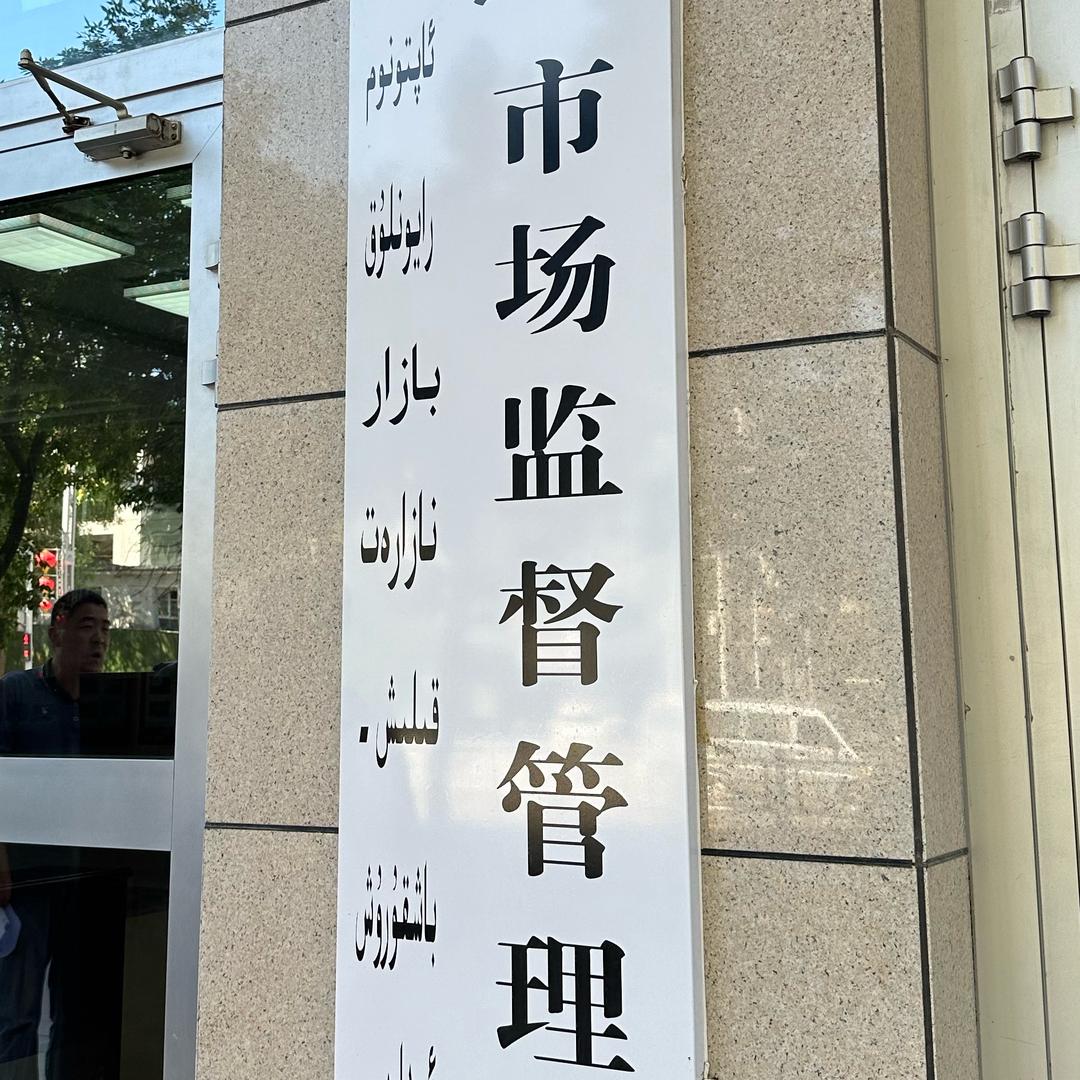 市场监督管理
ئاپتونوم
رايونلۇق
بازار
نازارەت
قىلىش -
باشقۇرۇش